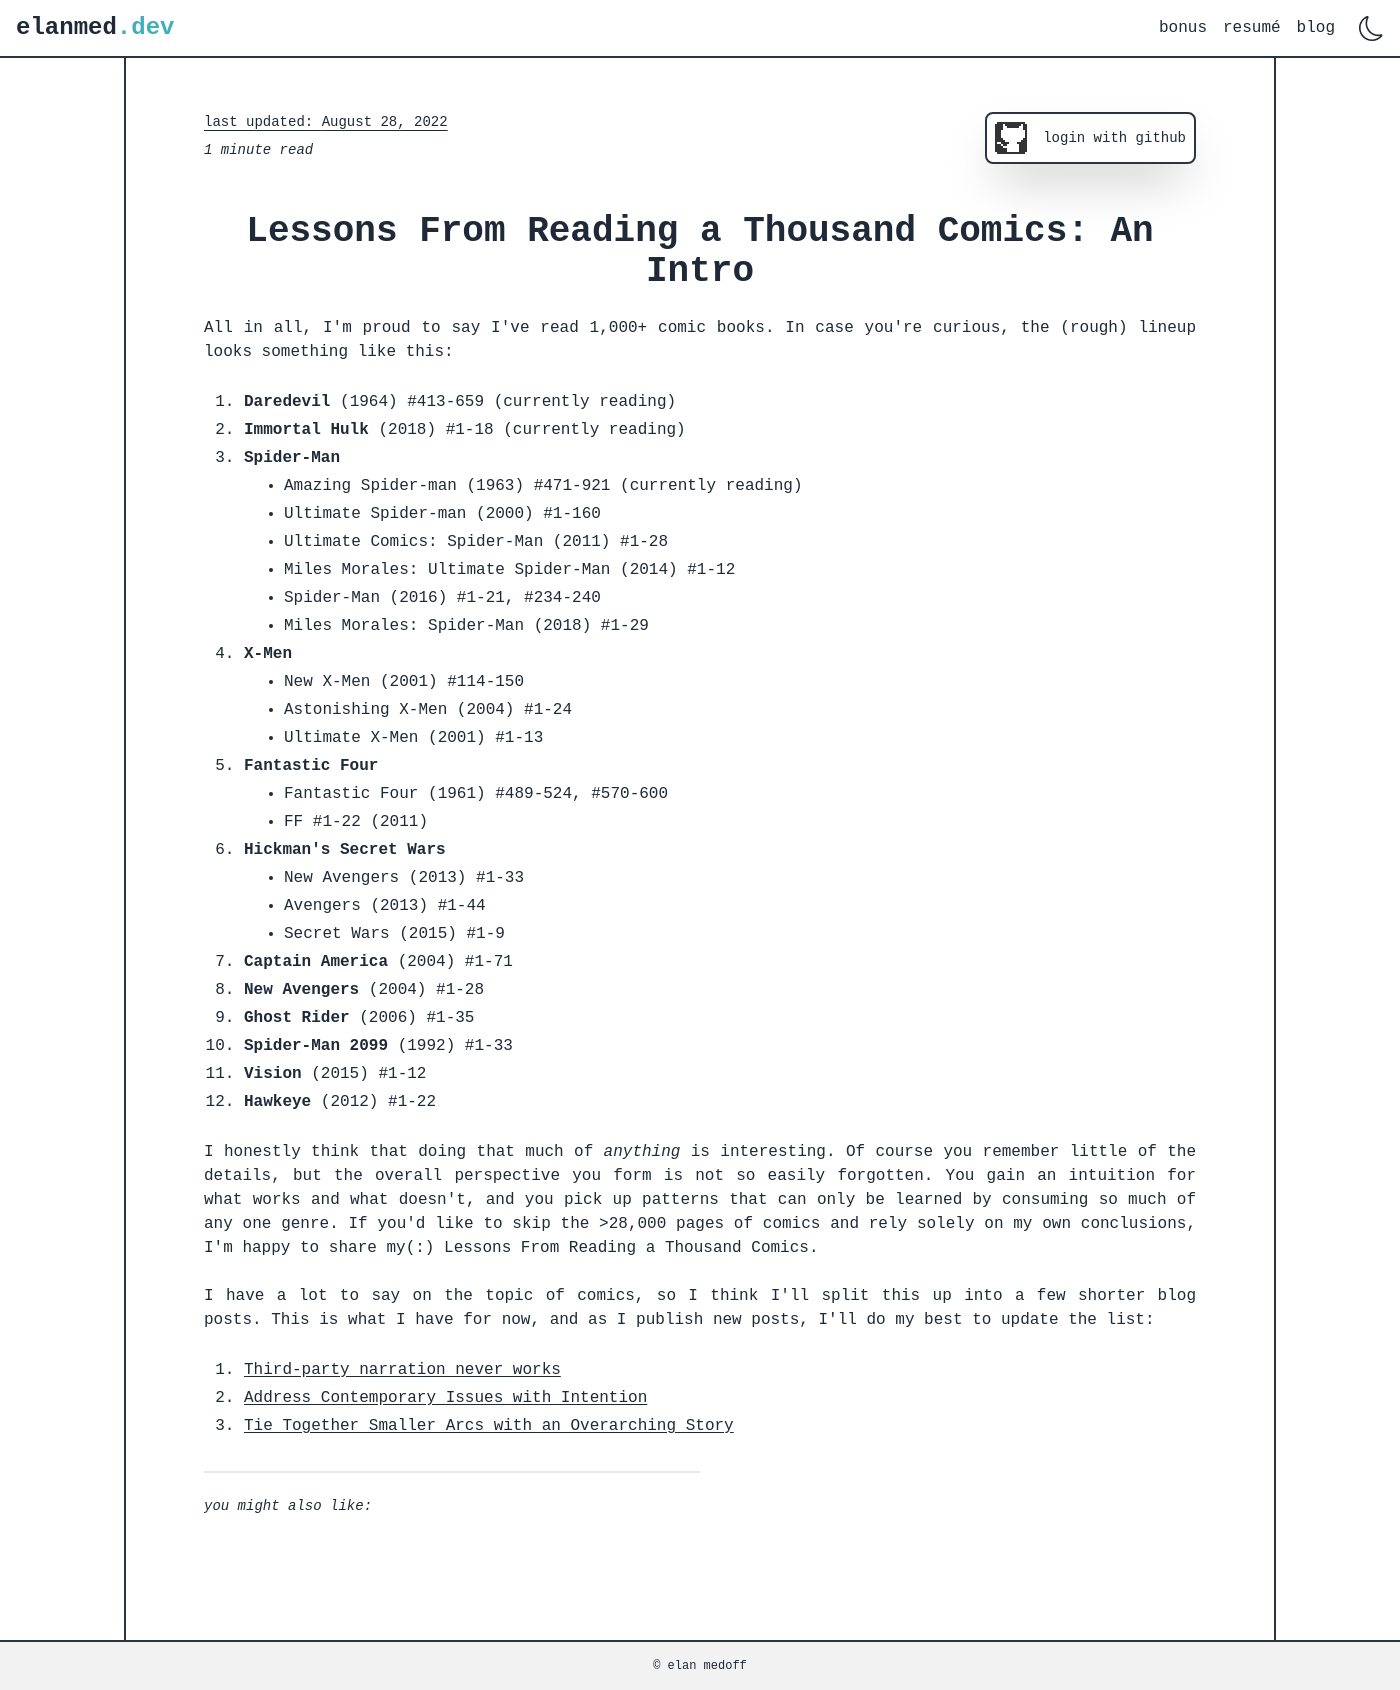 elanmed.dev
bonus resumé blog
last updated: August 28, 2022
1 minute read
login with github
Lessons From Reading a Thousand Comics: An
Intro
All in all, I'm proud to say I've read 1,000+ comic books. In case you're curious, the (rough) lineup
looks something like this:
1. Daredevil (1964) #413-659 (currently reading)
2. Immortal Hulk (2018) #1-18 (currently reading)
3. Spider-Man
• Amazing Spider-man (1963) #471-921 (currently reading)
• Ultimate Spider-man (2000) #1-160
• Ultimate Comics: Spider-Man (2011) #1-28
• Miles Morales: Ultimate Spider-Man (2014) #1-12
• Spider-Man (2016) #1-21, #234-240
• Miles Morales: Spider-Man (2018) #1-29
4. X-Men
• New X-Men (2001) #114-150
• Astonishing X-Men (2004) #1-24
• Ultimate X-Men (2001) #1-13
5. Fantastic Four
• Fantastic Four (1961) #489-524, #570-600
• FF #1-22 (2011)
6. Hickman's Secret Wars
• New Avengers (2013) #1-33
• Avengers (2013) #1-44
• Secret Wars (2015) #1-9
7. Captain America (2004) #1-71
8. New Avengers (2004) #1-28
9. Ghost Rider (2006) #1-35
10. Spider-Man 2099 (1992) #1-33
11. Vision (2015) #1-12
12. Hawkeye (2012) #1-22
I honestly think that doing that much of anything is interesting. Of course you remember little of the
details, but the overall perspective you form is not so easily forgotten. You gain an intuition for
what works and what doesn't, and you pick up patterns that can only be learned by consuming so much of
any one genre. If you'd like to skip the >28,000 pages of comics and rely solely on my own conclusions,
I'm happy to share my(:) Lessons From Reading a Thousand Comics.
I have a lot to say on the topic of comics, so I think I'll split this up into a few shorter blog
posts. This is what I have for now, and as I publish new posts, I'll do my best to update the list:
1. Third-party narration never works
2. Address Contemporary Issues with Intention
3. Tie Together Smaller Arcs with an Overarching Story
you might also like:
© elan medoff